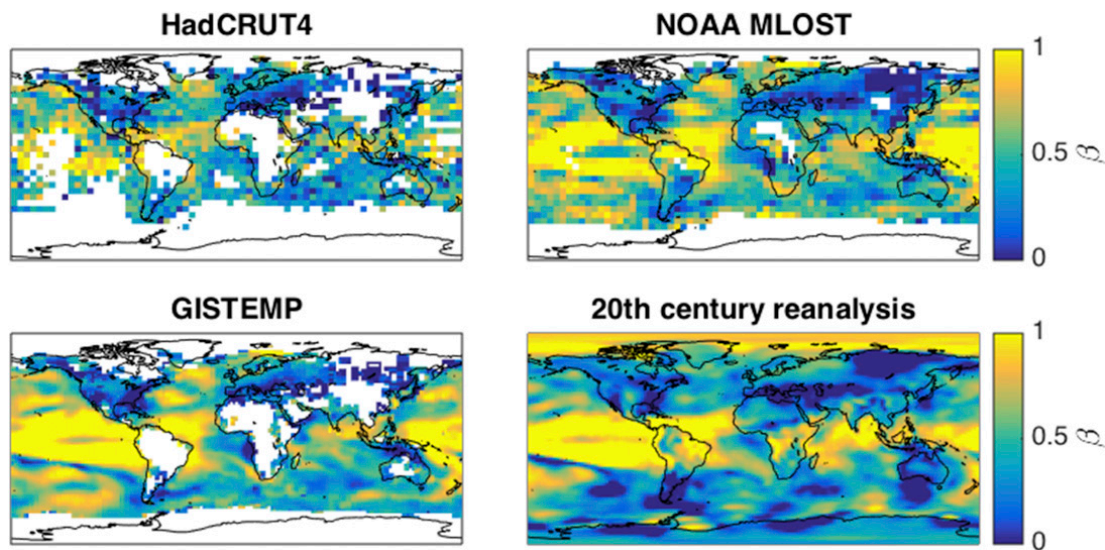 HadCRUT4
NOAA MLOST
1
0.5
β
0
GISTEMP
20th century reanalysis
1
0.5
β
0